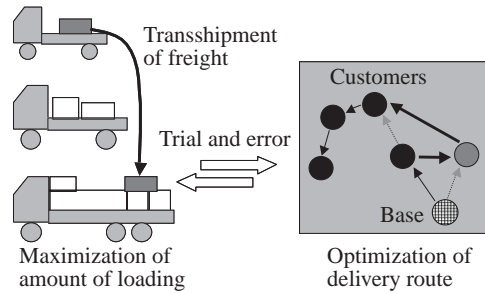 Transshipment
of freight
Customers
Trial and error
Base
Maximization of
amount of loading
Optimization of
delivery route